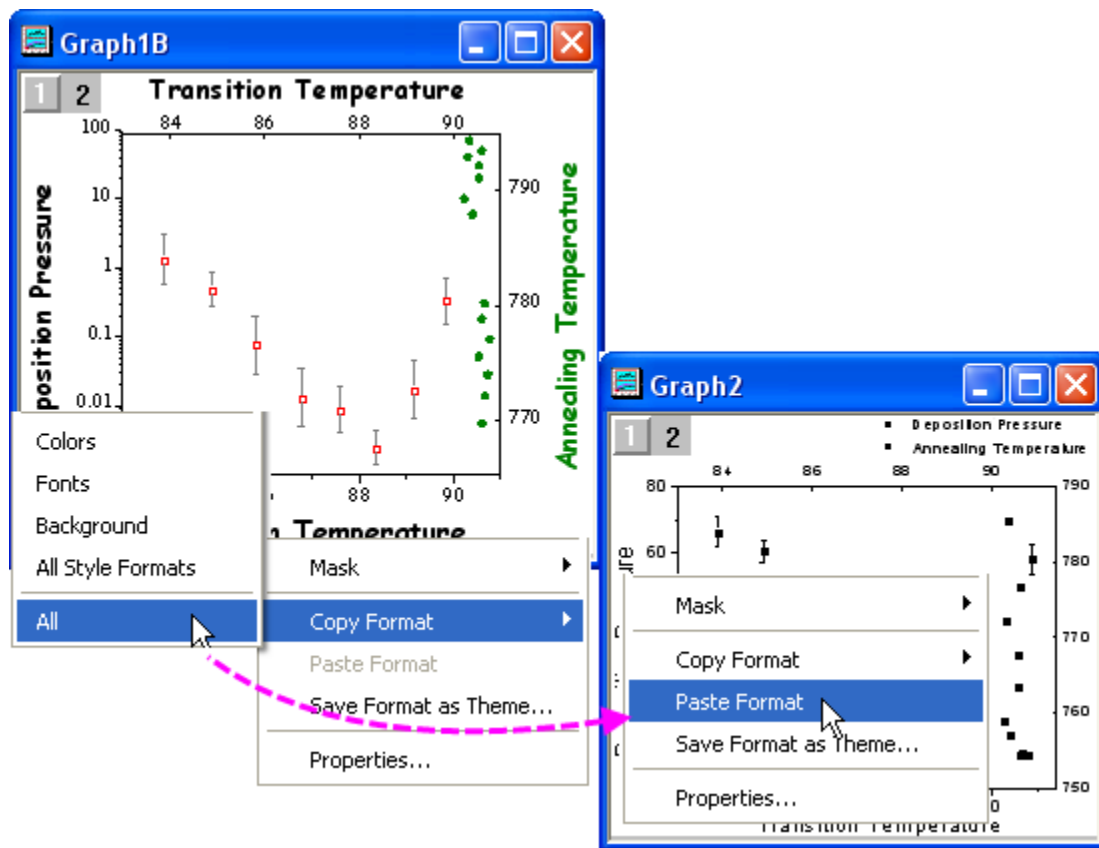 Graph1B
1 2
Transition Temperature
84 86 88 90
100
10
1
0.1
0.01
position Pressure
790
780
770
Annealing Temperature
88 90
Temperature
Colors
Fonts
Background
All Style Formats
All
Mask
Copy Format
Paste Format
Save Format as Theme...
Properties...
Graph2
1 2
Deposition Pressure
Annealing Temperature
84 86 88 90
80
60
790
780
770
760
750
Mask
Copy Format
Paste Format
Save Format as Theme...
Properties...
0
Transition Temperature